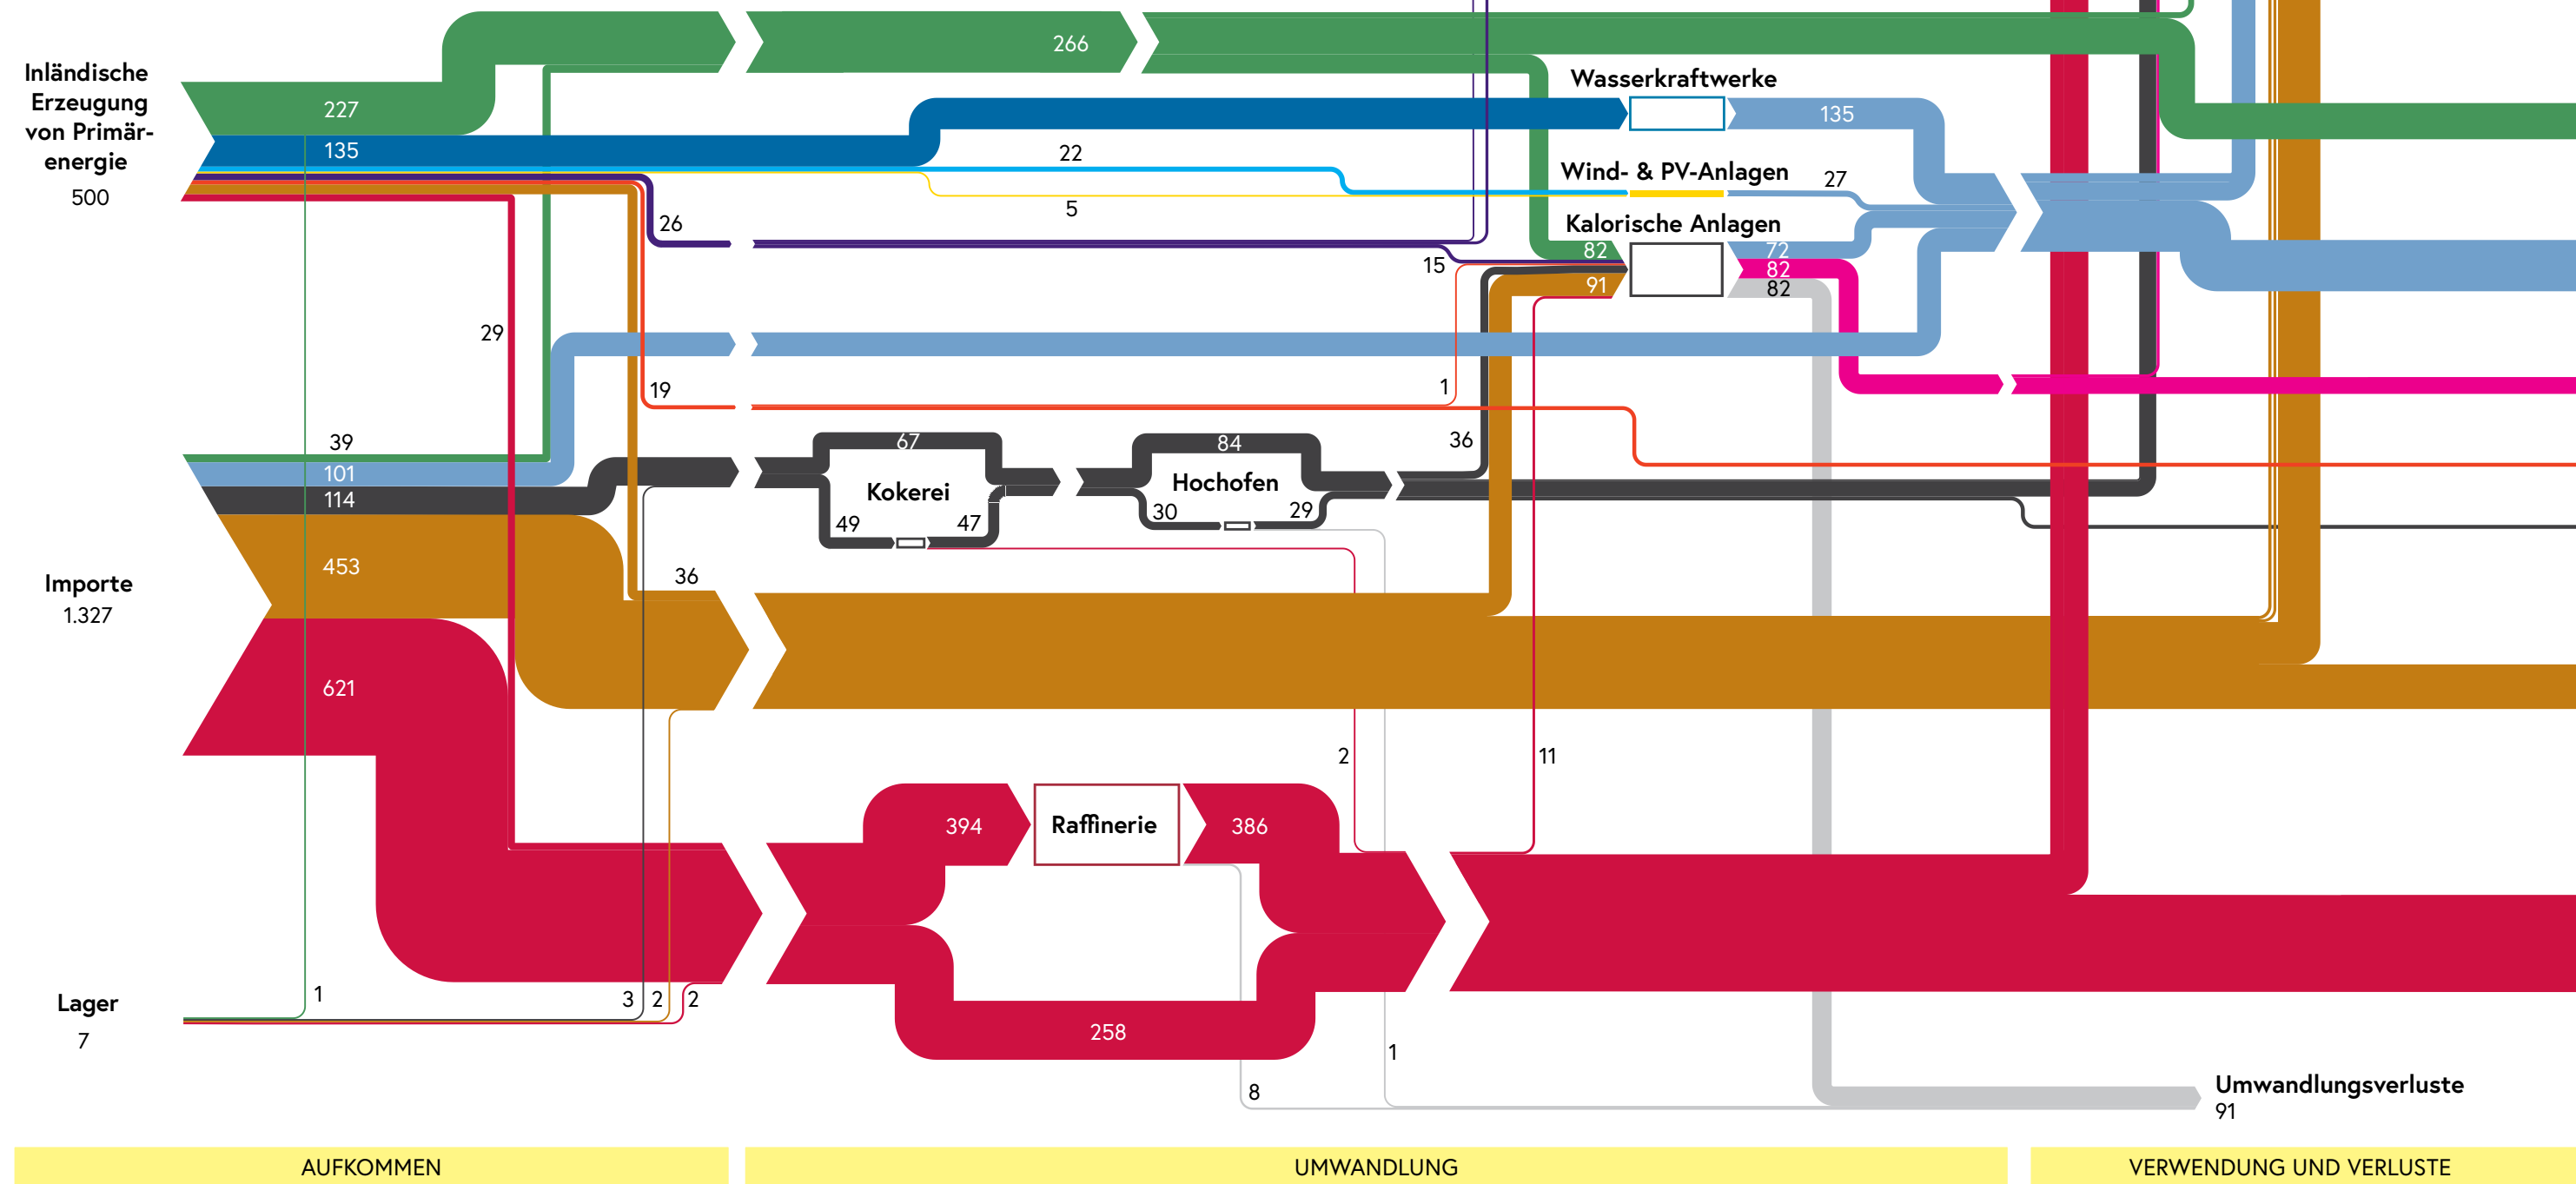 Inländische
Erzeugung
von Primär-
energie
500
227
135
266
22
5
26
29
19
Wasserkraftwerke
135
Wind- & PV-Anlagen
27
Kalorische Anlagen
82
15
91
72
82
82
1
36
39
101
114
453
621
Importe
1.327
67
Kokerei
49
47
84
Hochofen
30
29
36
2
11
394
Raffinerie
386
258
8
1
Lager
7
1
3
2
2
Umwandlungsverluste
91
AUFKOMMEN
UMWANDLUNG
VERWENDUNG UND VERLUSTE